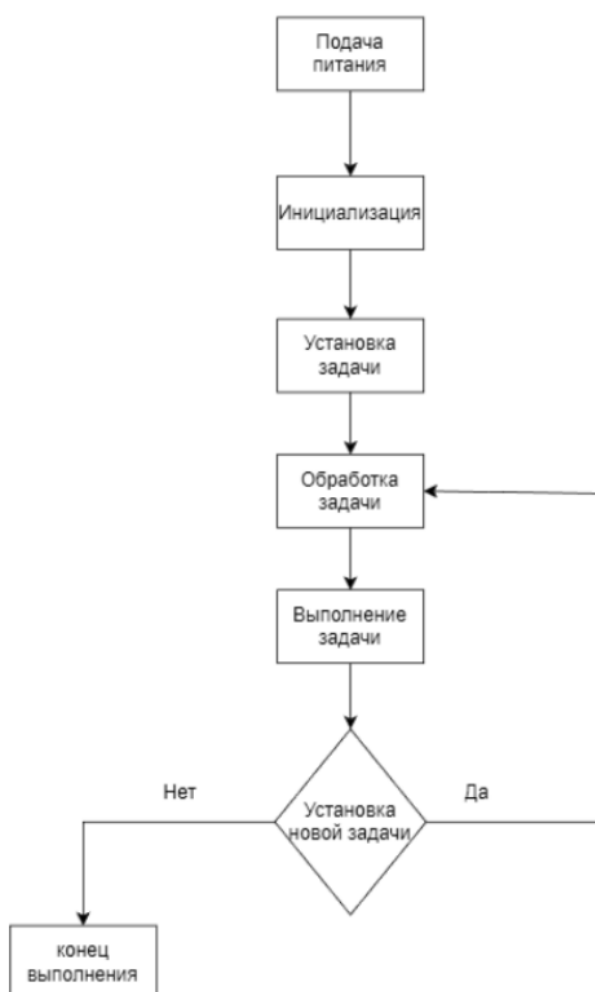 Подача
питания
Инициализация
Установка
задачи
Обработка
задачи
Выполнение
задачи
Нет
Да
Установка
новой задачи
конец
выполнения